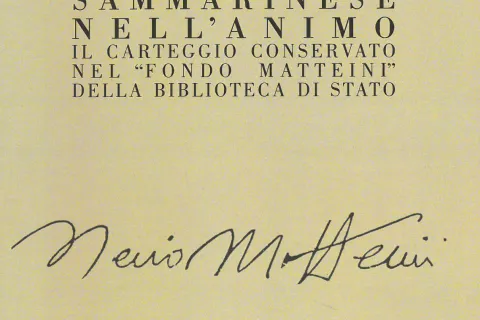 SAMMARINESE
NELL'ANIMO
IL CARTEGGIO CONSERVATO
NEL “FONDO MATTEINI”
DELLA BIBLIOTECA DI STATO
Nerio Matteini